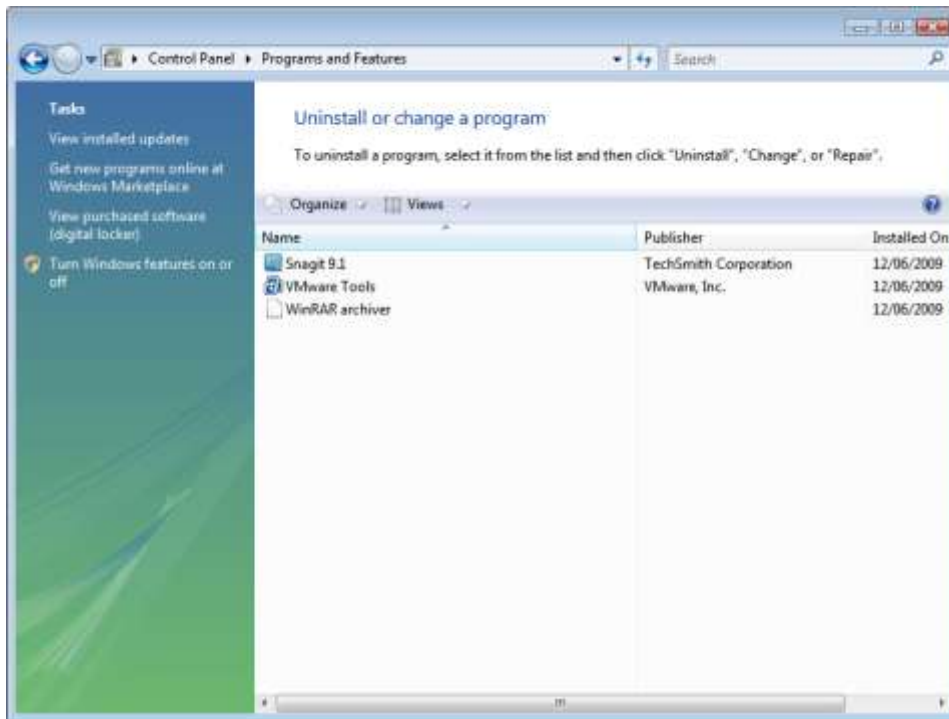 Control Panel Programs and Features
Search
Tasks
View installed updates
Get new programs online at
Windows Marketplace
View purchased software
(digital locker)
Turn Windows features on or
off
Uninstall or change a program
To uninstall a program, select it from the list and then click "Uninstall", "Change", or "Repair".
Organize Views
Name Publisher Installed On
Snagit 9.1 TechSmith Corporation 12/06/2009
VMware Tools VMware, Inc. 12/06/2009
WinRAR archiver 12/06/2009